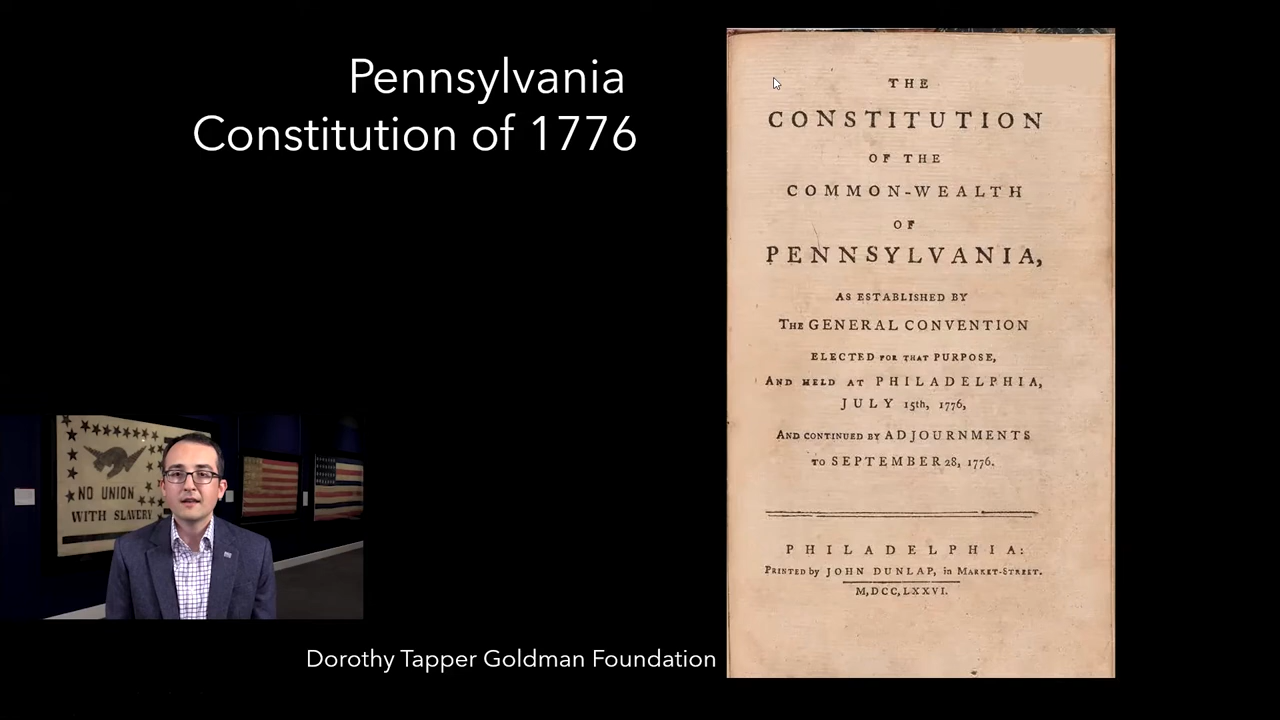 Pennsylvania
Constitution of 1776
THE
CONSTITUTION
OF THE
COMMON-WEALTH
OF
PENNSYLVANIA,
AS ESTABLISHED BY
THE GENERAL CONVENTION
ELECTED FOR THAT PURPOSE,
AND HELD AT PHILADELPHIA,
JULY 15th, 1776,
AND CONTINUED BY ADJOURNMENTS
TO SEPTEMBER 28, 1776.
PHILADELPHIA:
PRINTED by JOHN DUNLAP, in MARKET-STREET.
M,DCC,LXXVI.
NO UNION
WITH SLAVERY
Dorothy Tapper Goldman Foundation